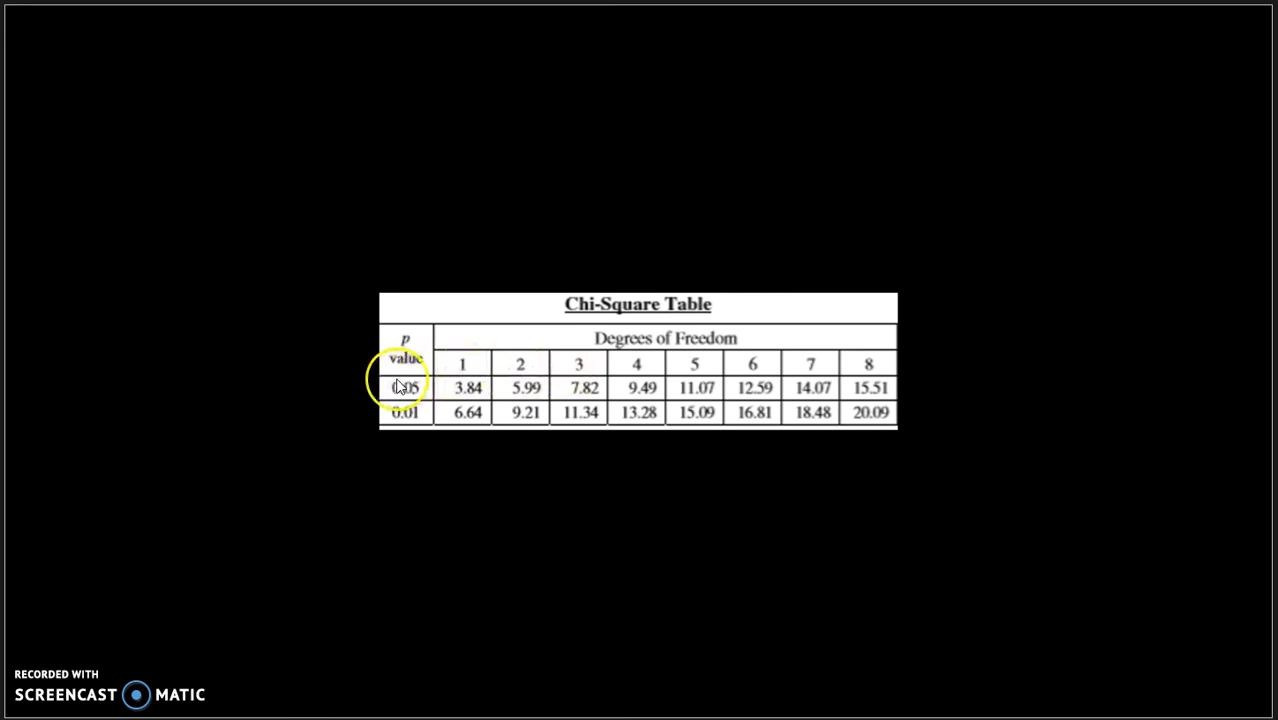 Chi-Square Table
p value Degrees of Freedom
1 2 3 4 5 6 7 8
0.05 3.84 5.99 7.82 9.49 11.07 12.59 14.07 15.51
0.01 6.64 9.21 11.34 13.28 15.09 16.81 18.48 20.09
RECORDED WITH
SCREENCAST MATIC